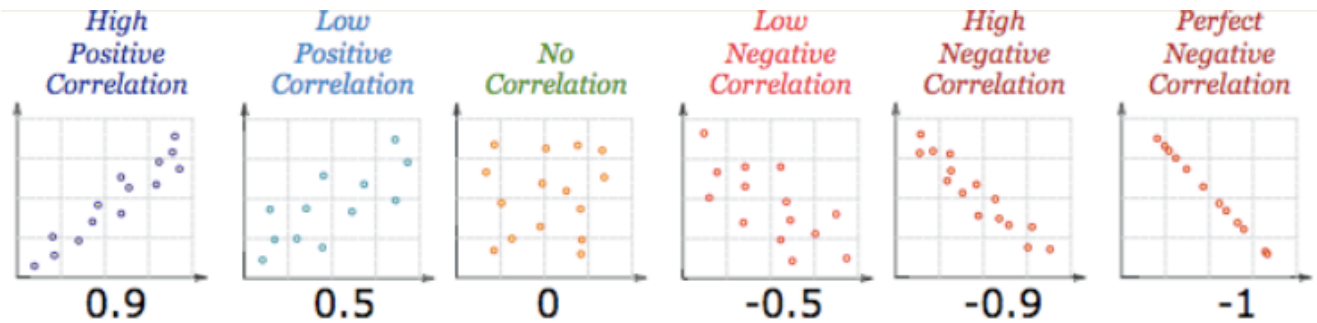 High
Positive
Correlation
Low
Positive
Correlation
No
Correlation
Low
Negative
Correlation
High
Negative
Correlation
Perfect
Negative
Correlation
0.9
0.5
0
-0.5
-0.9
-1